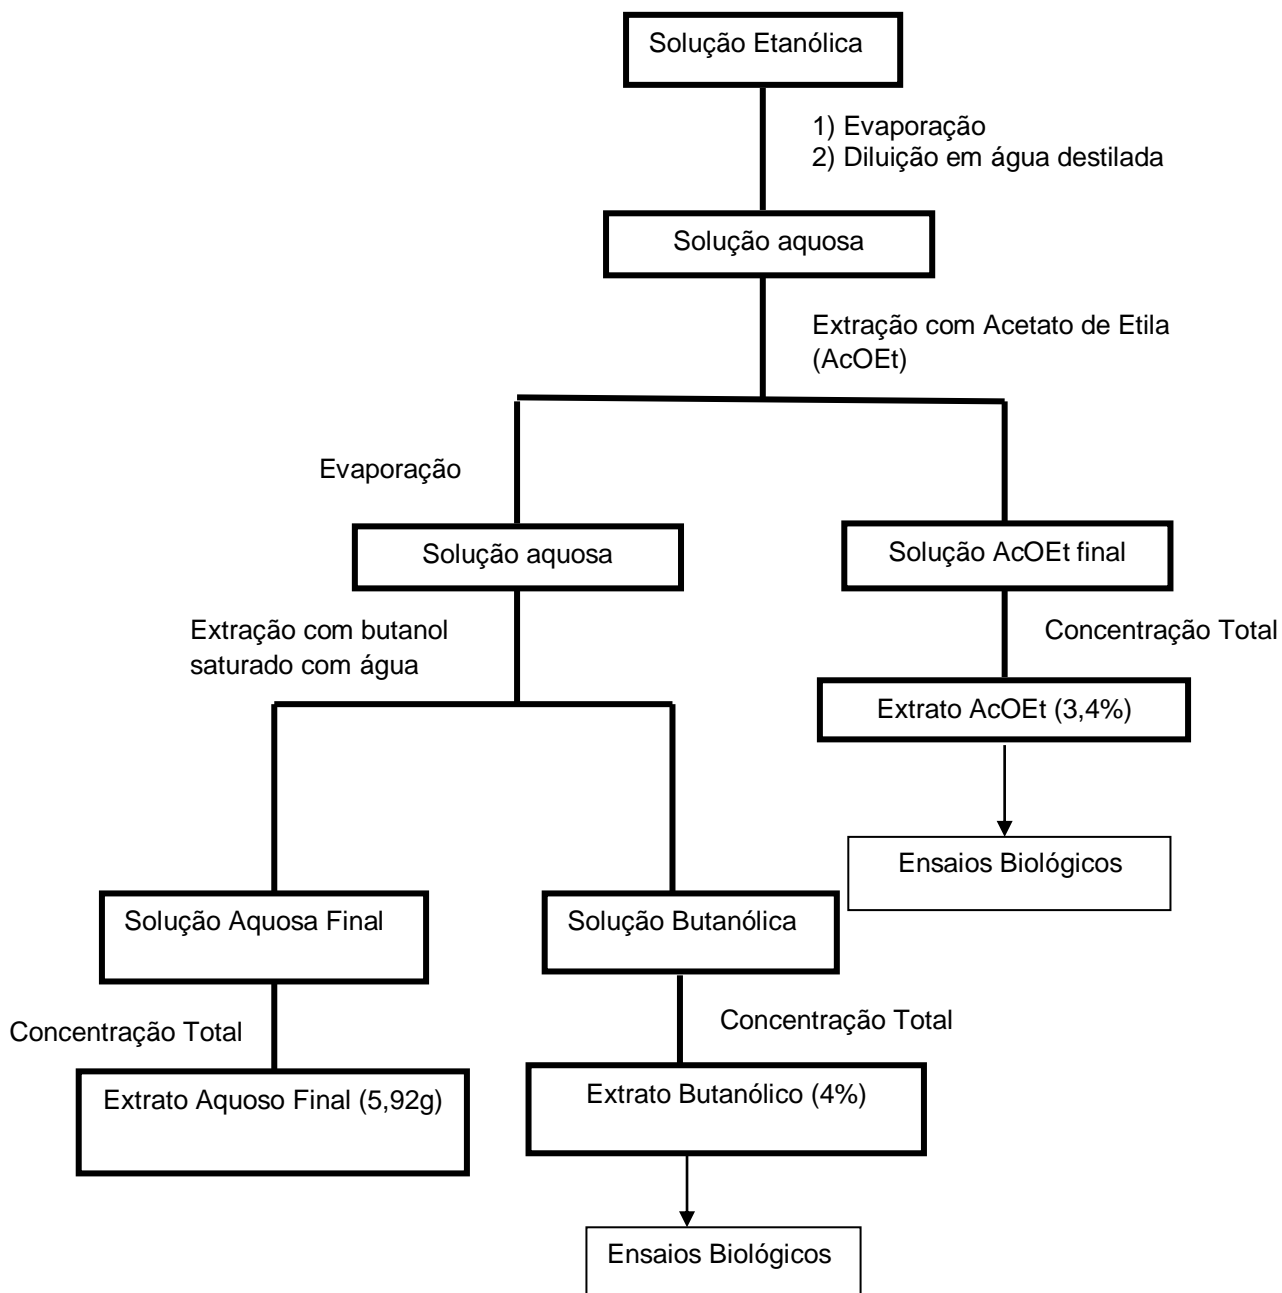 Solução Etanólica
1) Evaporação
2) Diluição em água destilada
Solução aquosa
Extração com Acetato de Etila
(AcOEt)
Evaporação
Solução aquosa
Solução AcOEt final
Extração com butanol
saturado com água
Concentração Total
Extrato AcOEt (3,4%)
Ensaios Biológicos
Solução Aquosa Final
Solução Butanólica
Concentração Total
Concentração Total
Extrato Aquoso Final (5,92g)
Extrato Butanólico (4%)
Ensaios Biológicos